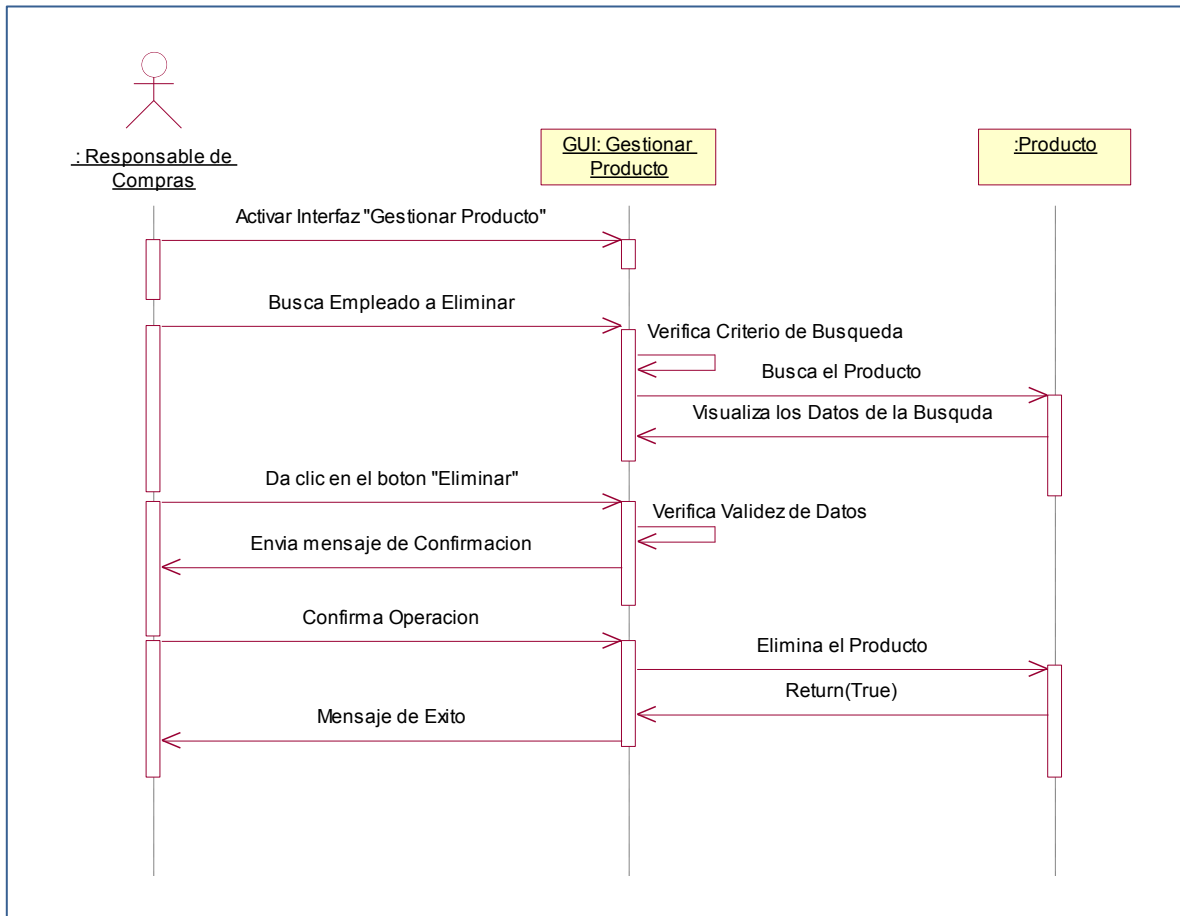 : Responsable de
Compras
GUI: Gestionar
Producto
:Producto
Activar Interfaz "Gestionar Producto"
Busca Empleado a Eliminar
Verifica Criterio de Busqueda
Busca el Producto
Visualiza los Datos de la Busquda
Da clic en el boton "Eliminar"
Verifica Validez de Datos
Envia mensaje de Confirmacion
Confirma Operacion
Elimina el Producto
Return(True)
Mensaje de Exito